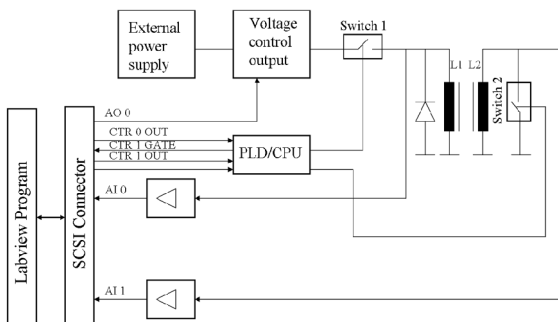 External
power
supply
Voltage
control
output
Switch 1
L1 L2
Switch 2
AO 0
CTR 0 OUT
CTR 1 GATE
CTR 1 OUT
PLD/CPU
AI 0
AI 1
Labview Program
SCSI Connector